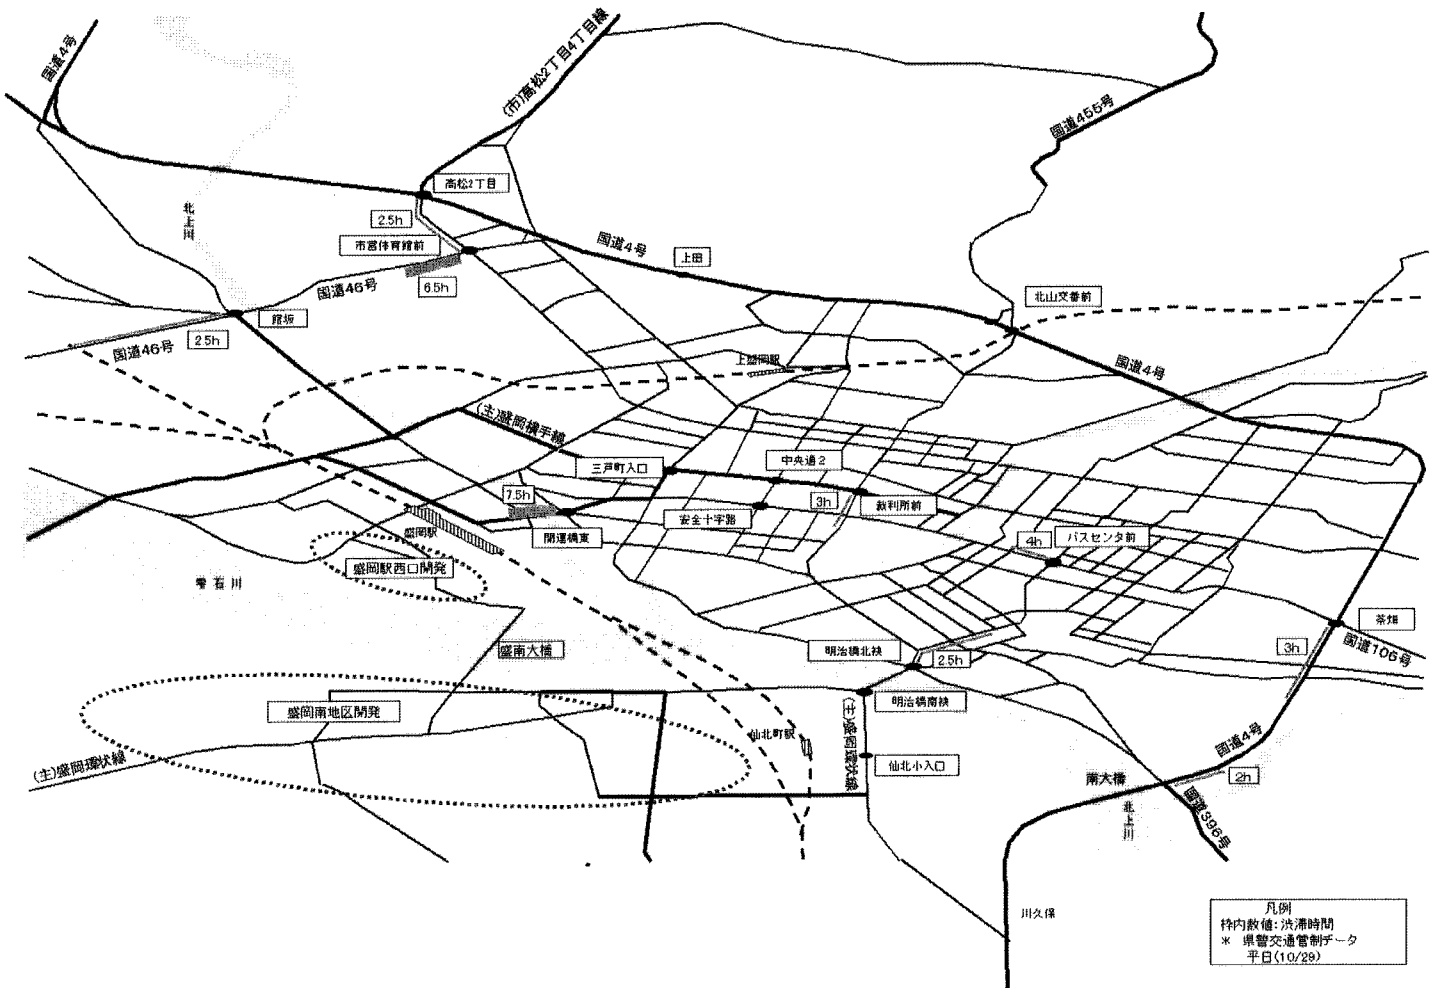 国道4号
(市)高松2丁目4丁目線
国道455号
高松2丁目
北上川
2.5h
市営体育館前
国道4号
上田
6.5h
国道46号
北山交番前
館坂
2.5h
国道46号
上盛岡駅
国道4号
(主)盛岡横手線
三戸町入口
中央通2
7.5h
3h
裁判所前
安全十字路
盛岡駅
開運橋東
4h
バスセンタ前
盛岡駅西口開発
雫石川
茶畑
盛南大橋
明治橋北袂
2.5h
3h
国道106号
明治橋南袂
盛岡南地区開発
(主)盛岡環状線
仙北町駅
(主)盛岡環状線
仙北小入口
国道4号
南大橋
2h
北上川
国道396号
川久保
凡例
枠内数値:渋滞時間
* 県警交通管制データ
平日(10/29)